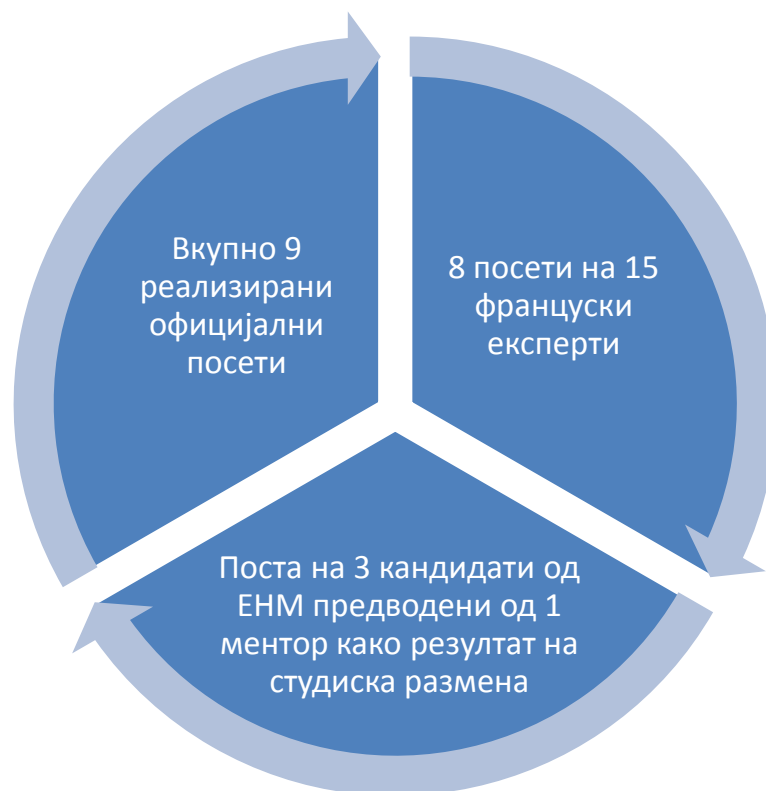 Вкупно 9
реализирани
официјални
посети
8 посети на 15
француски
експерти
Поста на 3 кандидати од
ЕНМ предводени од 1
ментор како резултат на
студиска размена